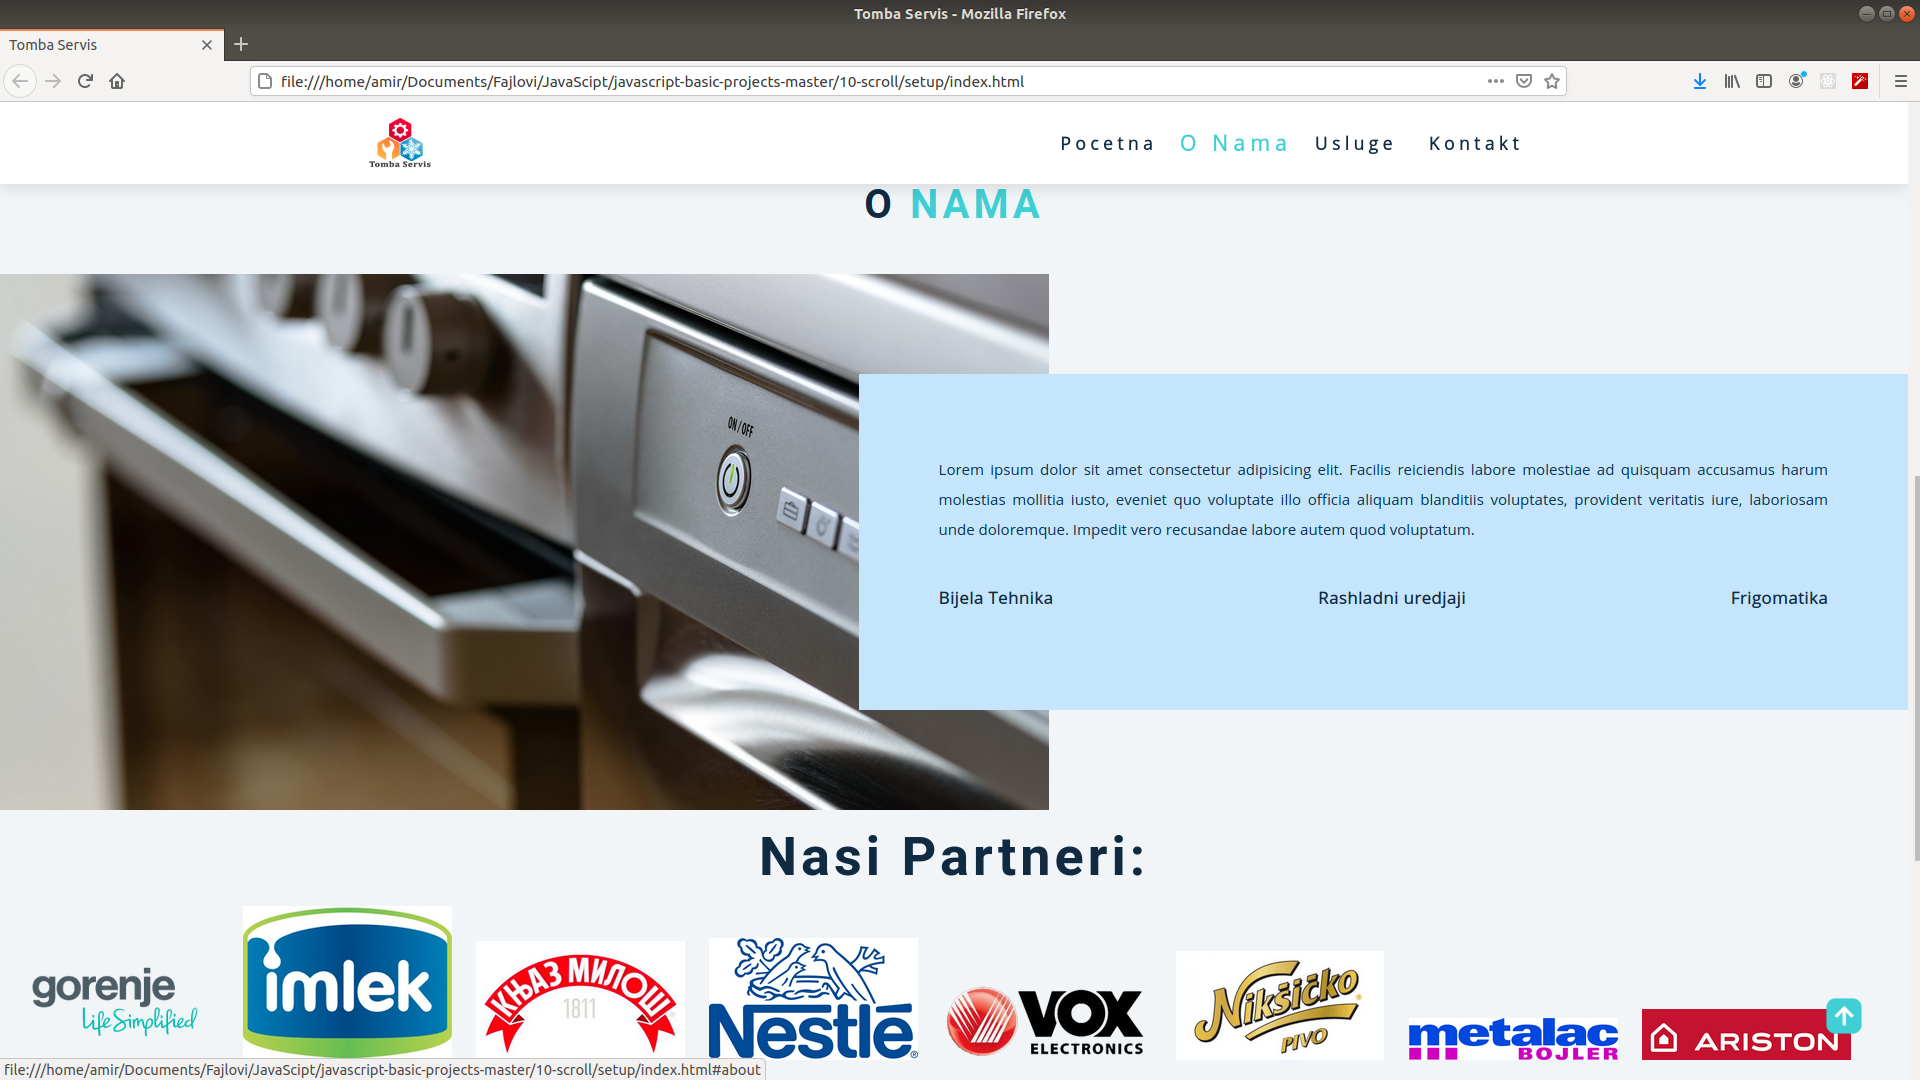 Tomba Servis - Mozilla Firefox
Tomba Servis
file:///home/amir/Documents/Fajlovi/JavaScipt/javascript-basic-projects-master/10-scroll/setup/index.html
Tomba Servis
Pocetna O Nama Usluge Kontakt
O NAMA
ON / OFF
Lorem ipsum dolor sit amet consectetur adipisicing elit. Facilis reiciendis labore molestiae ad quisquam accusamus harum
molestias mollitia iusto, eveniet quo voluptate illo officia aliquam blanditiis voluptates, provident veritatis iure, laboriosam
unde doloremque. Impedit vero recusandae labore autem quod voluptatum.
Bijela Tehnika Rashladni uredjaji Frigomatika
Nasi Partneri:
gorenje
Life Simplified
imlek
КЊАЗ МИЛОШ
1811
Nestlé
VOX
ELECTRONICS
Nikšićko
PIVO
metalac
BOJLER
ARISTON
file:///home/amir/Documents/Fajlovi/JavaScipt/javascript-basic-projects-master/10-scroll/setup/index.html#about